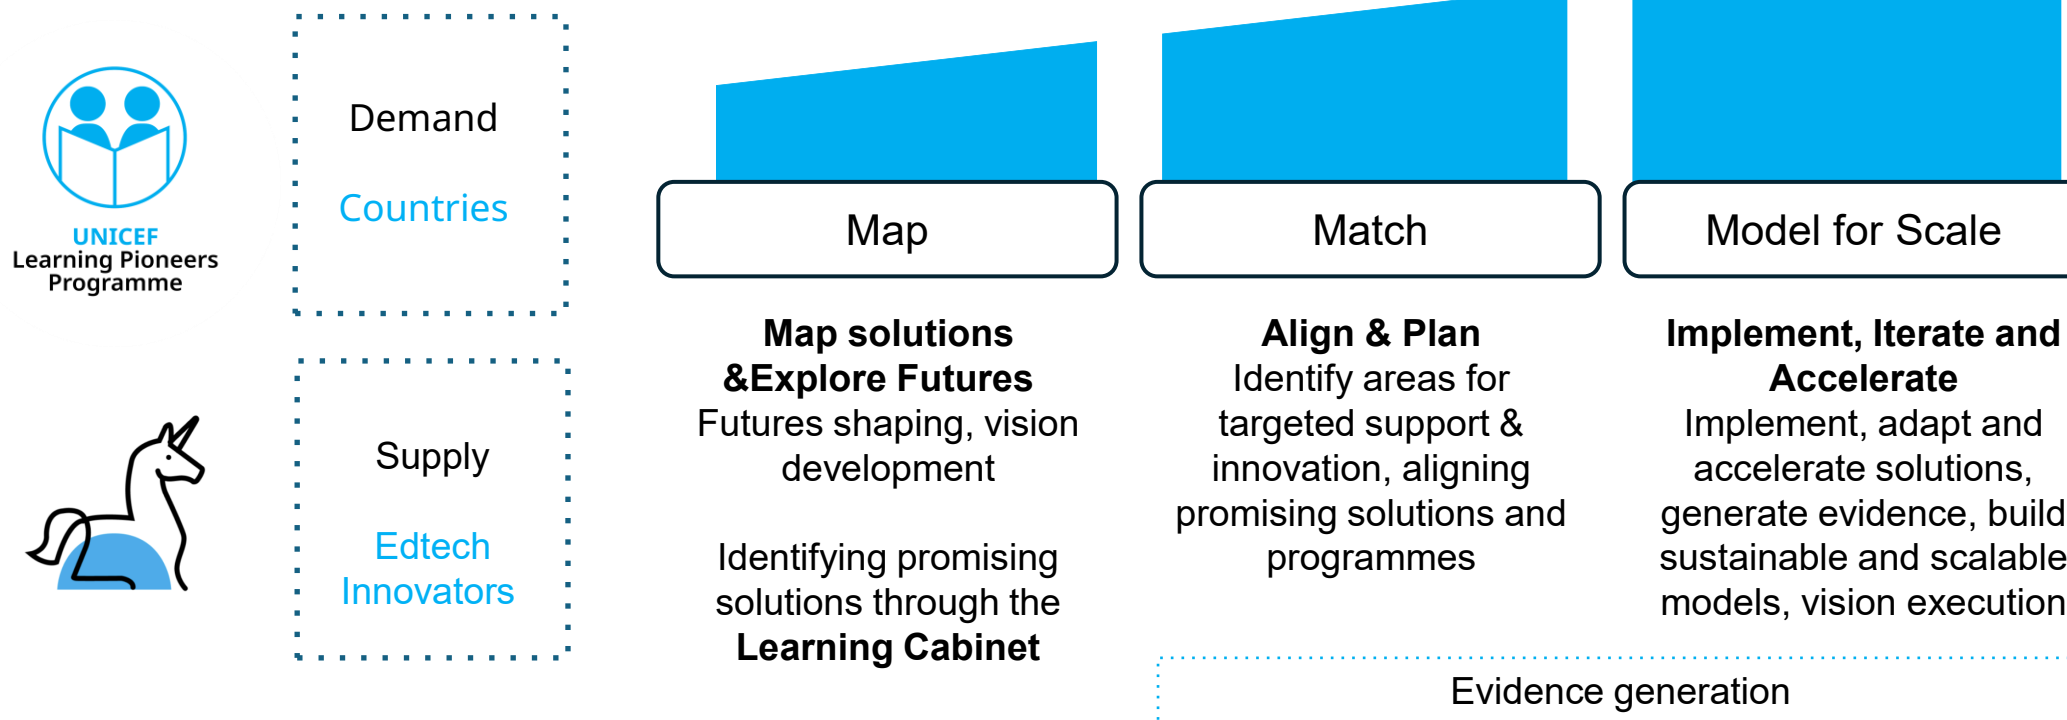 UNICEF
Learning Pioneers
Programme
Demand
Countries
Supply
Edtech
Innovators
Map
Map solutions
&Explore Futures
Futures shaping, vision
development
Identifying promising
solutions through the
Learning Cabinet
Match
Align & Plan
Identify areas for
targeted support &
innovation, aligning
promising solutions and
programmes
Model for Scale
Implement, Iterate and
Accelerate
Implement, adapt and
accelerate solutions,
generate evidence, build
sustainable and scalable
models, vision execution
Evidence generation